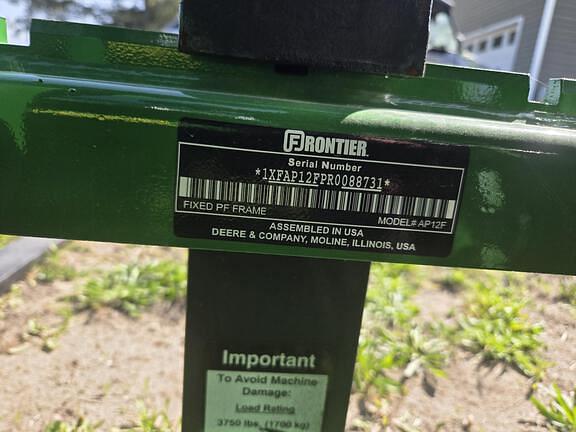 FRONTIER
Serial Number
*1XFAP12FPR0088731*
FIXED PF FRAME MODEL# AP12F
ASSEMBLED IN USA
DEERE & COMPANY, MOLINE, ILLINOIS, USA
Important
To Avoid Machine
Damage:
Load Rating
3750 lbs. (1700 kg)